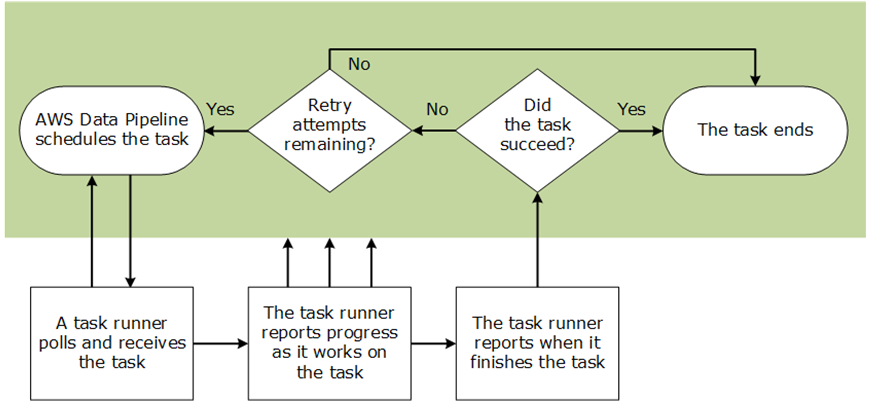 No
AWS Data Pipeline
schedules the task
Yes
Retry
attempts
remaining?
No
Did
the task
succeed?
Yes
The task ends
A task runner
polls and receives
the task
The task runner
reports progress
as it works on
the task
The task runner
reports when it
finishes the task